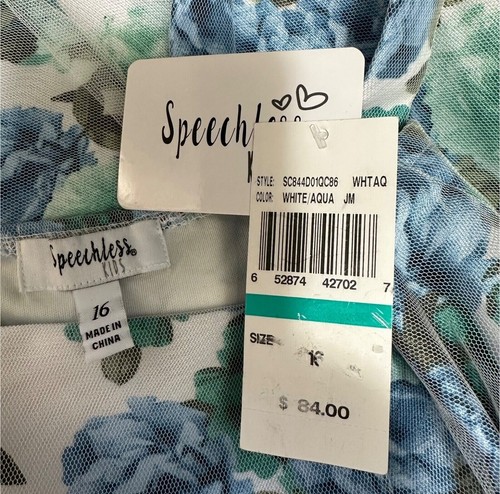 Speechless
K
STYLE: SC844D01QC86 WHTAQ
COLOR: WHITE/AQUA JM
6 52874 42702 7
SIZE 16
$ 84.00
Speechless®
KIDS
16
MADE IN
CHINA